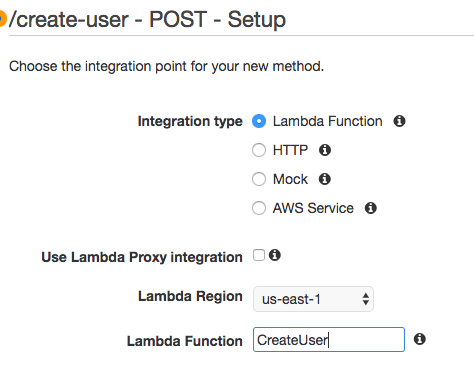 /create-user - POST - Setup
Choose the integration point for your new method.
Integration type Lambda Function
HTTP
Mock
AWS Service
Use Lambda Proxy integration
Lambda Region us-east-1
Lambda Function CreateUser